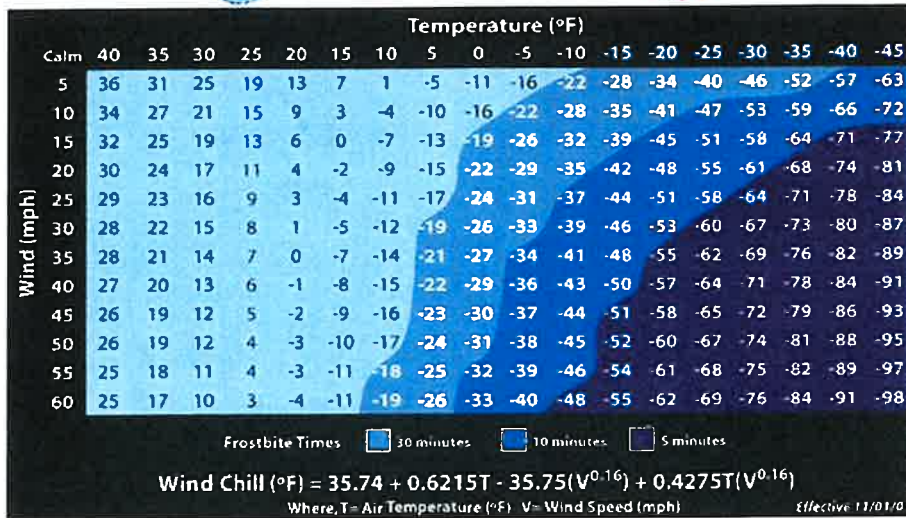 Temperature (°F)
Calm 40 35 30 25 20 15 10 5 0 -5 -10 -15 -20 -25 -30 -35 -40 -45
5 36 31 25 19 13 7 1 -5 -11 -16 -22 -28 -34 -40 -46 -52 -57 -63
10 34 27 21 15 9 3 -4 -10 -16 -22 -28 -35 -41 -47 -53 -59 -66 -72
15 32 25 19 13 6 0 -7 -13 -19 -26 -32 -39 -45 -51 -58 -64 -71 -77
20 30 24 17 11 4 -2 -9 -15 -22 -29 -35 -42 -48 -55 -61 -68 -74 -81
25 29 23 16 9 3 -4 -11 -17 -24 -31 -37 -44 -51 -58 -64 -71 -78 -84
30 28 22 15 8 1 -5 -12 -19 -26 -33 -39 -46 -53 -60 -67 -73 -80 -87
35 28 21 14 7 0 -7 -14 -21 -27 -34 -41 -48 -55 -62 -69 -76 -82 -89
40 27 20 13 6 -1 -8 -15 -22 -29 -36 -43 -50 -57 -64 -71 -78 -84 -91
45 26 19 12 5 -2 -9 -16 -23 -30 -37 -44 -51 -58 -65 -72 -79 -86 -93
50 26 19 12 4 -3 -10 -17 -24 -31 -38 -45 -52 -60 -67 -74 -81 -88 -95
55 25 18 11 4 -3 -11 -18 -25 -32 -39 -46 -54 -61 -68 -75 -82 -89 -97
60 25 17 10 3 -4 -11 -19 -26 -33 -40 -48 -55 -62 -69 -76 -84 -91 -98
Wind (mph)
Frostbite Times 30 minutes 10 minutes 5 minutes
Wind Chill (°F) = 35.74 + 0.6215T - 35.75(V0.16) + 0.4275T(V0.16)
Where, T= Air Temperature (°F) V= Wind Speed (mph) Effective 11/01/0